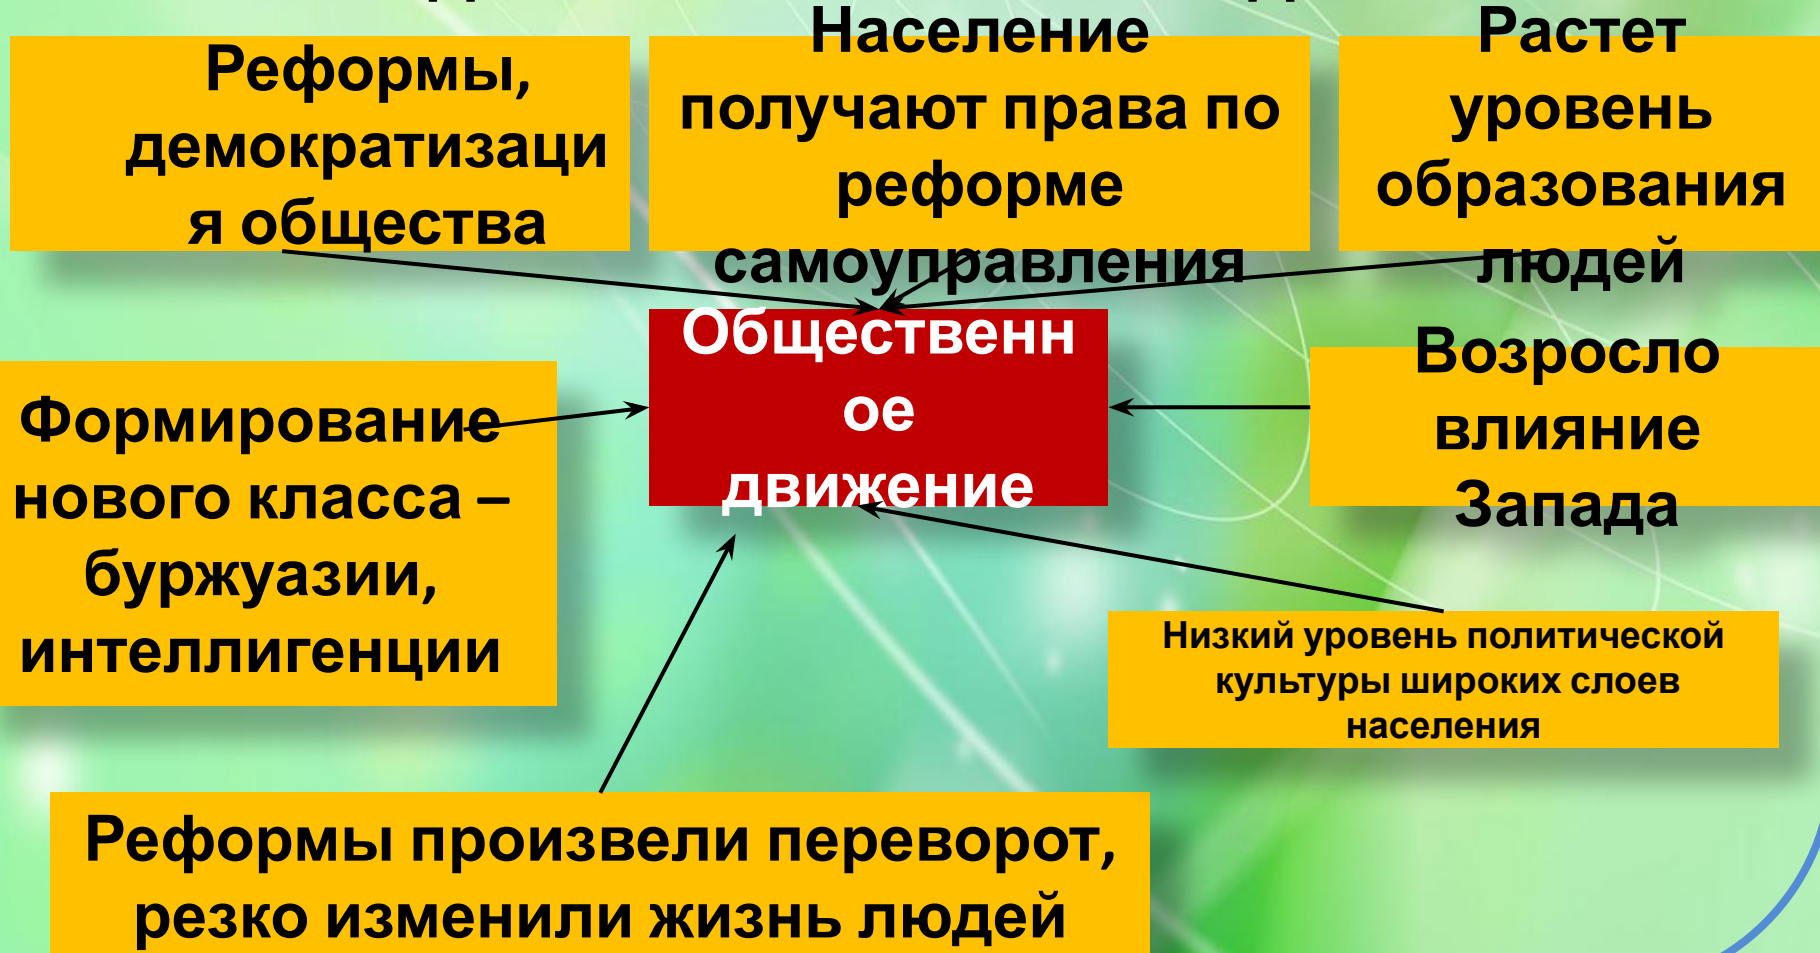 Реформы,
демократизаци
я общества
Население
получают права по
реформе
самоуправления
Растет
уровень
образования
людей
Общественн
ое
движение
Формирование
нового класса –
буржуазии,
интеллигенции
Возросло
влияние
Запада
Низкий уровень политической
культуры широких слоев
населения
Реформы произвели переворот,
резко изменили жизнь людей